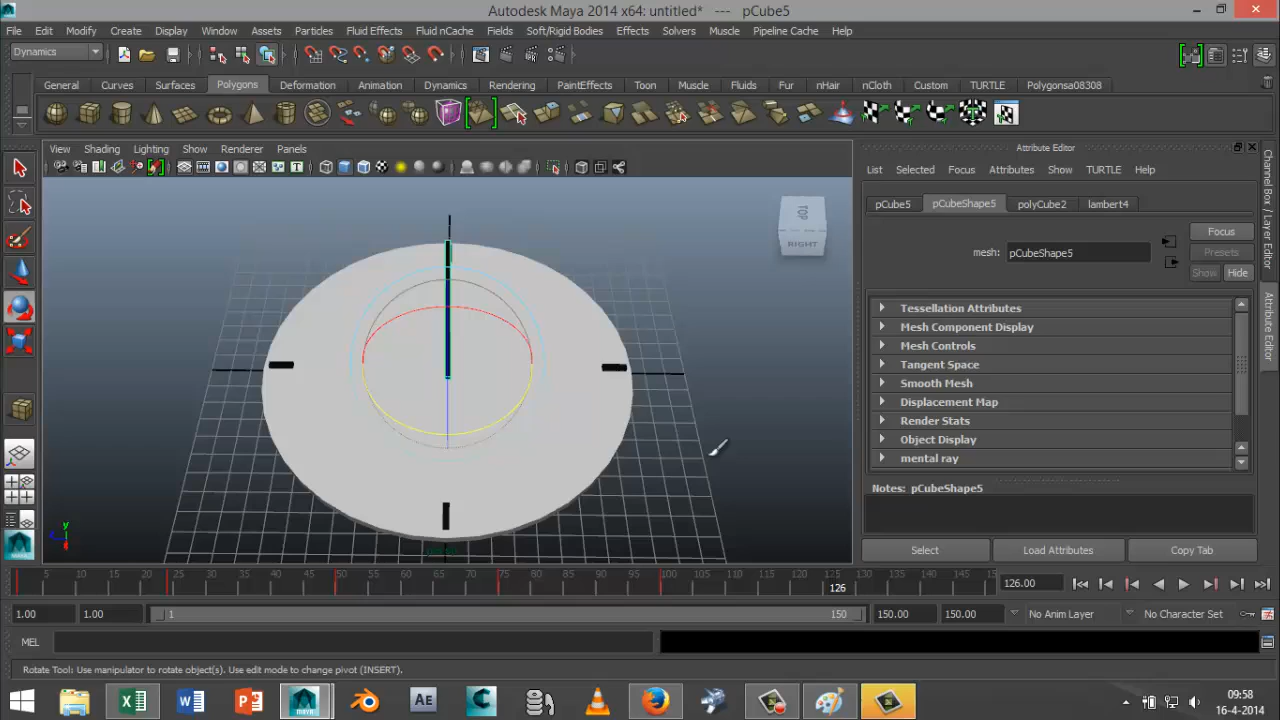 Autodesk Maya 2014 x64: untitled* --- pCube5
File Edit Modify Create Display Window Assets Particles Fluid Effects Fluid nCache Fields Soft/Rigid Bodies Effects Solvers Muscle Pipeline Cache Help
Dynamics
General Curves Surfaces Polygons Deformation Animation Dynamics Rendering PaintEffects Toon Muscle Fluids Fur nHair nCloth Custom TURTLE Polygonsa08308
View Shading Lighting Show Renderer Panels
Attribute Editor
List Selected Focus Attributes Show TURTLE Help
pCube5 pCubeShape5 polyCube2 lambert4
Focus
mesh: pCubeShape5
Presets
Show Hide
TOP
RIGHT
Tessellation Attributes
Mesh Component Display
Mesh Controls
Tangent Space
Smooth Mesh
Displacement Map
Render Stats
Object Display
mental ray
Notes: pCubeShape5
Select Load Attributes Copy Tab
Channel Box / Layer Editor
Attribute Editor
y
5 10 15 20 25 30 35 40 45 50 55 60 65 70 75 80 85 90 95 100 105 110 115 120 126 130 135 140 145 15
126.00
1.00 1.00 1 150 150.00 150.00 No Anim Layer No Character Set
MEL
Rotate Tool: Use manipulator to rotate object(s). Use edit mode to change pivot (INSERT).
AE
09:58
16-4-2014